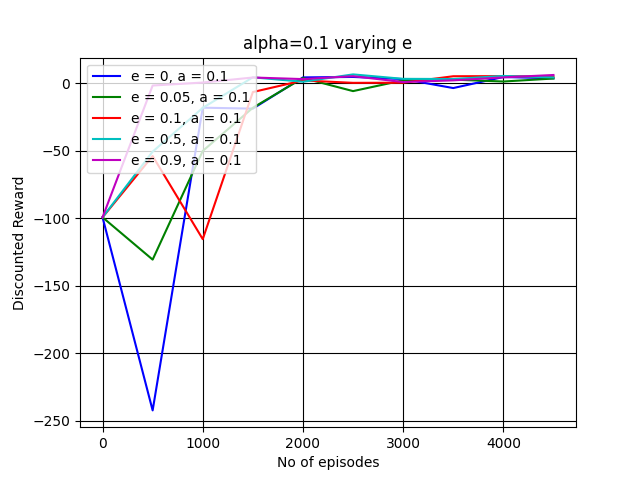 alpha=0.1 varying e
e = 0, a = 0.1
e = 0.05, a = 0.1
e = 0.1, a = 0.1
e = 0.5, a = 0.1
e = 0.9, a = 0.1
0
−50
−100
−150
−200
−250
Discounted Reward
0 1000 2000 3000 4000
No of episodes